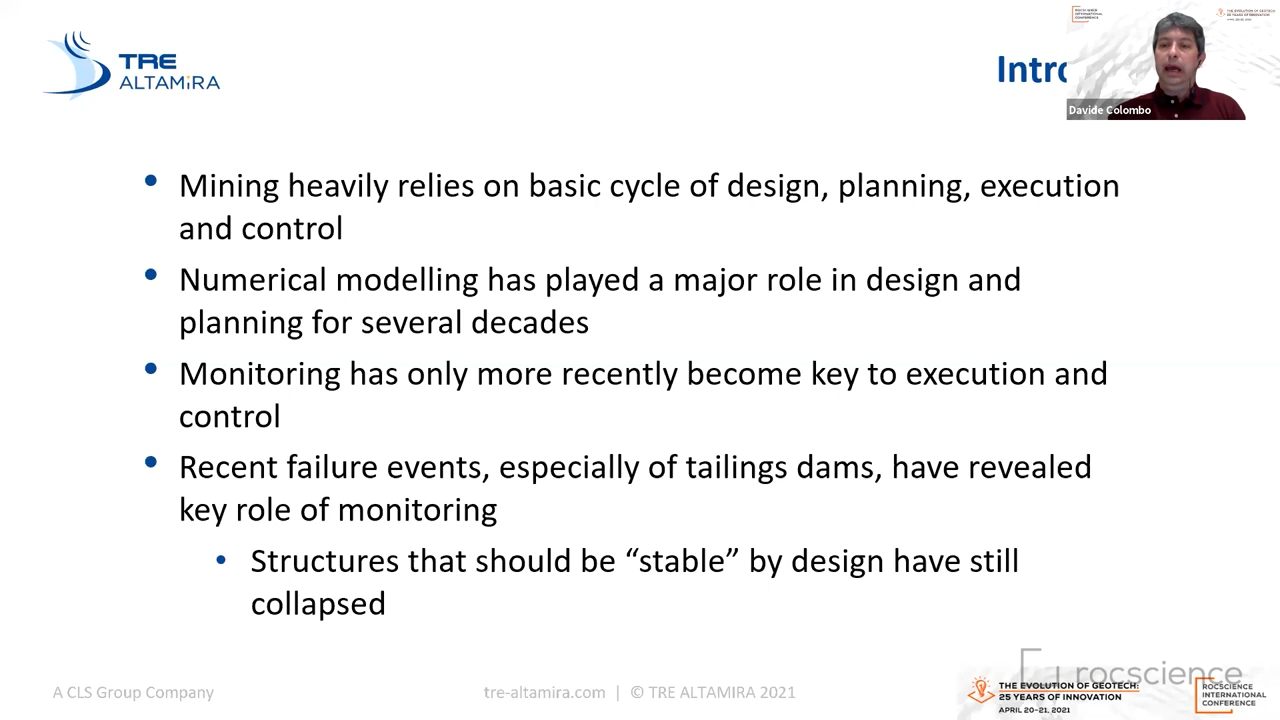 TRE
ALTAMIRA
Intro
Davide Colombo
• Mining heavily relies on basic cycle of design, planning, execution
and control
• Numerical modelling has played a major role in design and
planning for several decades
• Monitoring has only more recently become key to execution and
control
• Recent failure events, especially of tailings dams, have revealed
key role of monitoring
• Structures that should be “stable” by design have still
collapsed
A CLS Group Company
tre-altamira.com | © TRE ALTAMIRA 2021
rocscience
THE EVOLUTION OF GEOTECH:
25 YEARS OF INNOVATION
APRIL 20-21, 2021
ROCSCIENCE
INTERNATIONAL
CONFERENCE